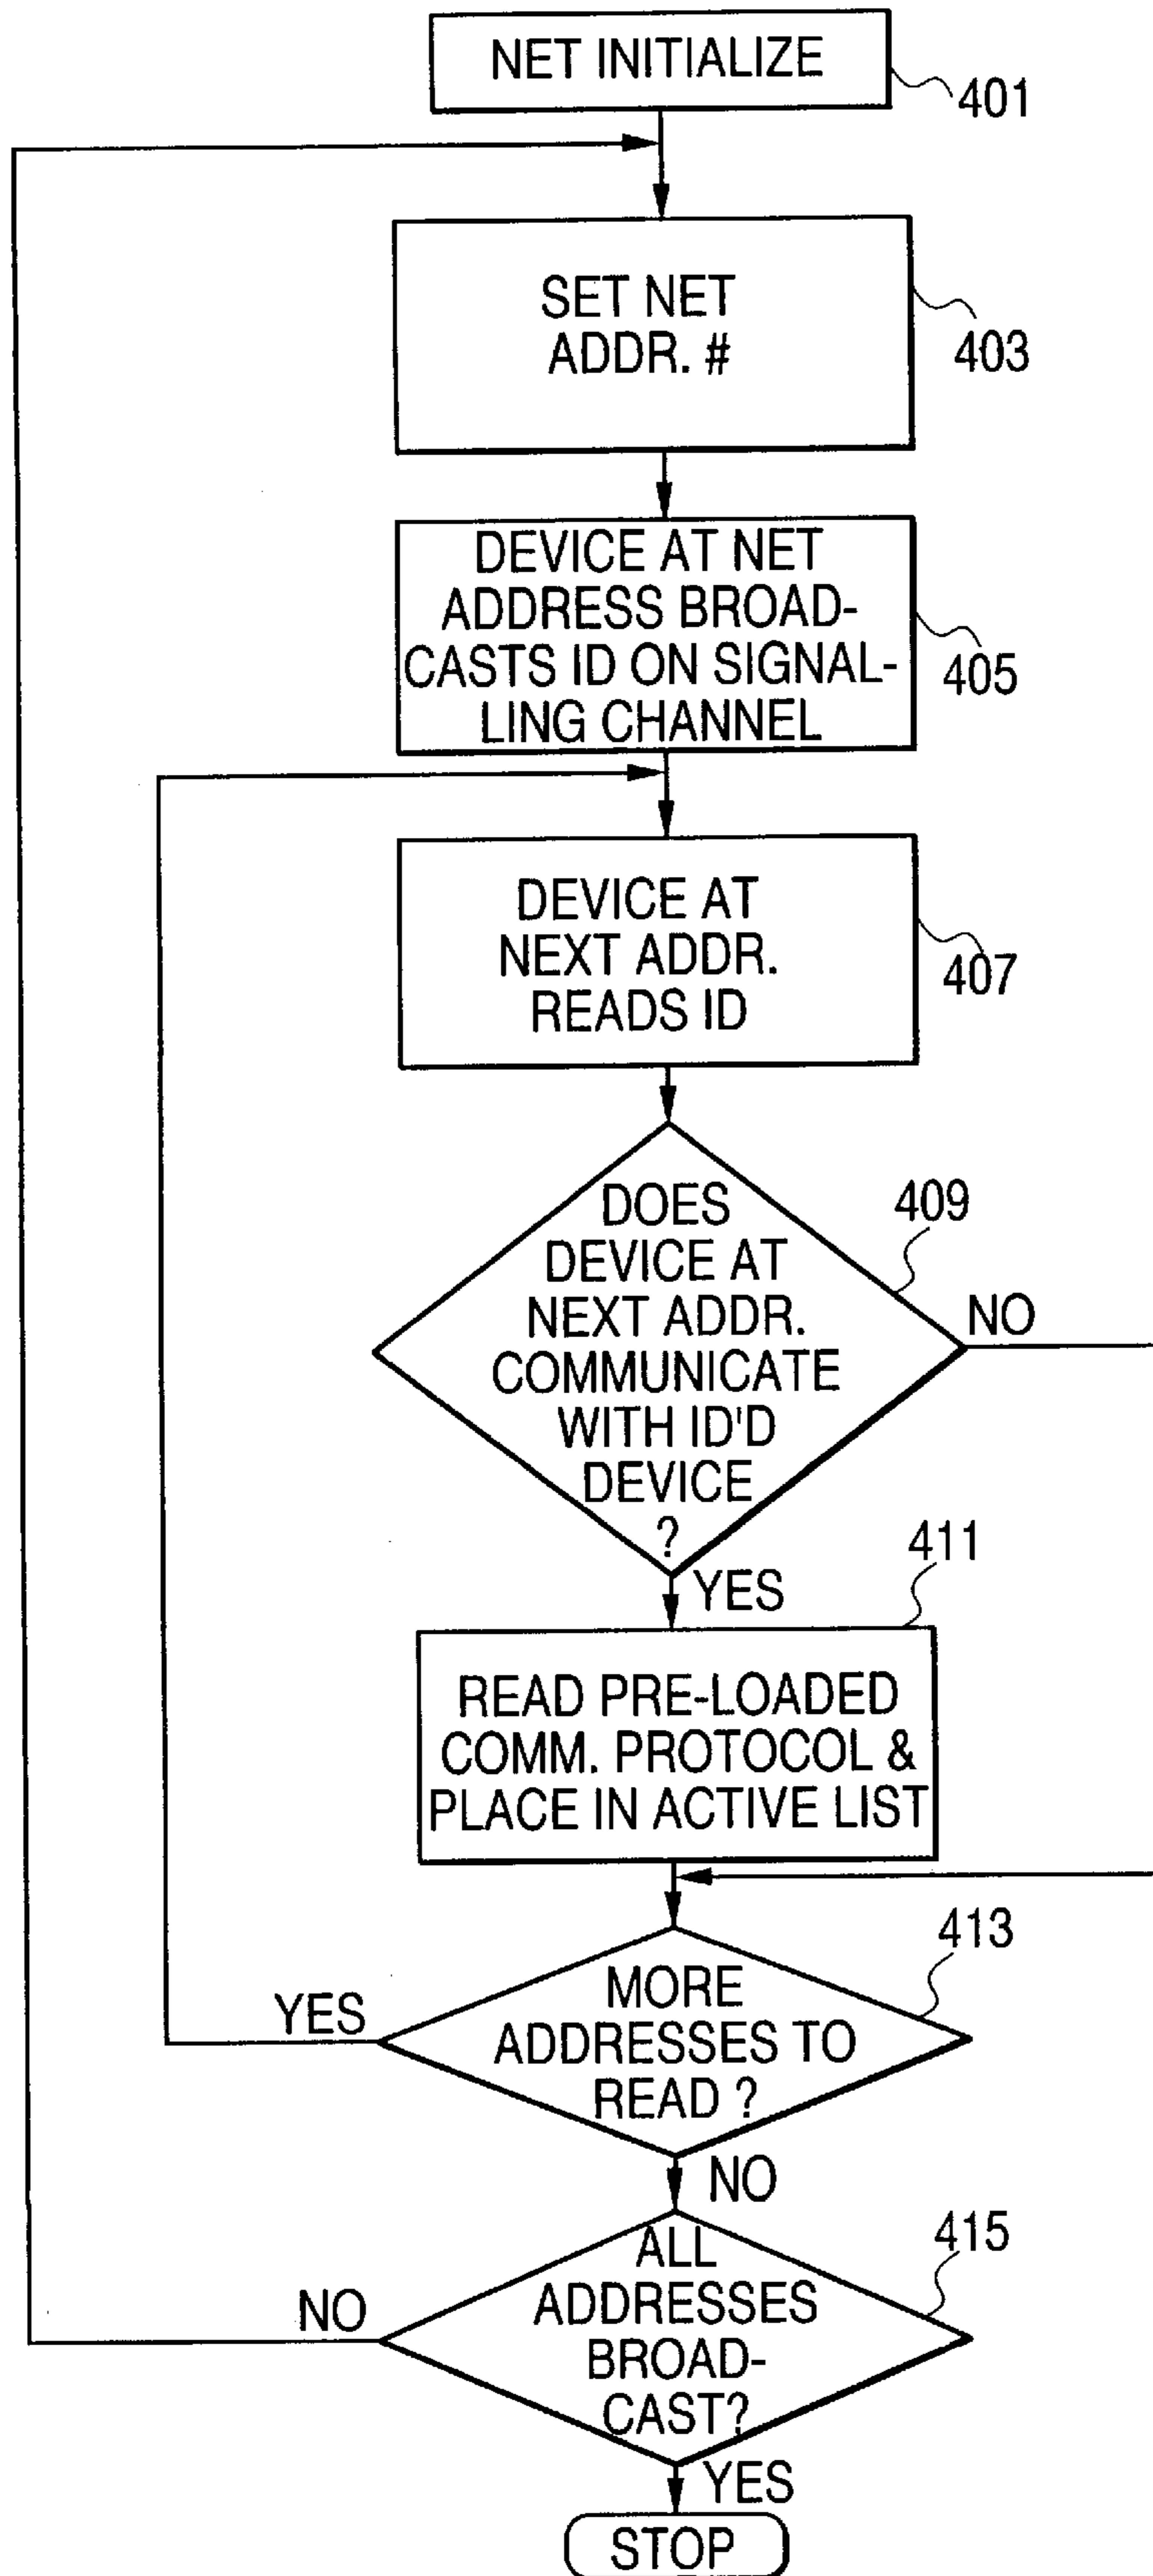 NET INITIALIZE
401
SET NET
ADDR. #
403
DEVICE AT NET
ADDRESS BROAD-
CASTS ID ON SIGNAL-
LING CHANNEL
405
DEVICE AT
NEXT ADDR.
READS ID
407
DOES
DEVICE AT
NEXT ADDR.
COMMUNICATE
WITH ID'D
DEVICE
?
409
NO
YES
411
READ PRE-LOADED
COMM. PROTOCOL &
PLACE IN ACTIVE LIST
413
MORE
ADDRESSES TO
READ ?
YES
NO
415
ALL
ADDRESSES
BROAD-
CAST?
NO
YES
STOP